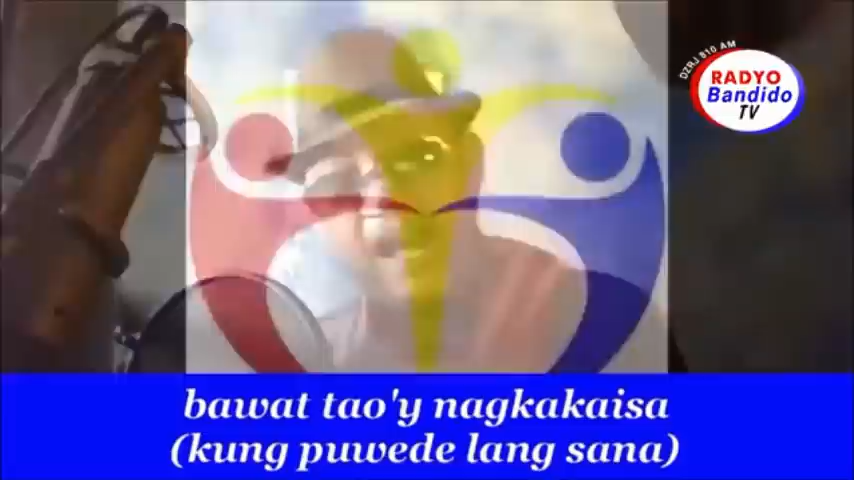 DZRJ 810 AM
RADYO
Bandido
TV
bawat tao'y nagkakaisa
(kung puwede lang sana)